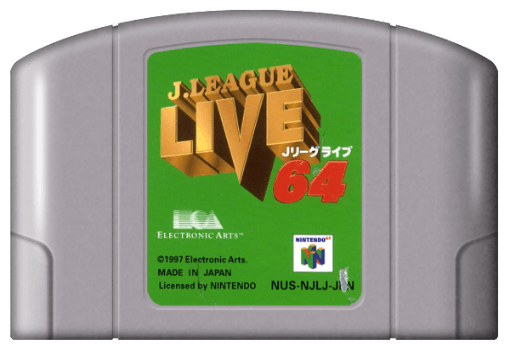 J.LEAGUE
LIVE
Jリーグライブ
64
EA
ELECTRONIC ARTS™
NINTENDO64
©1997 Electronic Arts.
MADE IN JAPAN
Licensed by NINTENDO
NUS-NJLJ-JPN